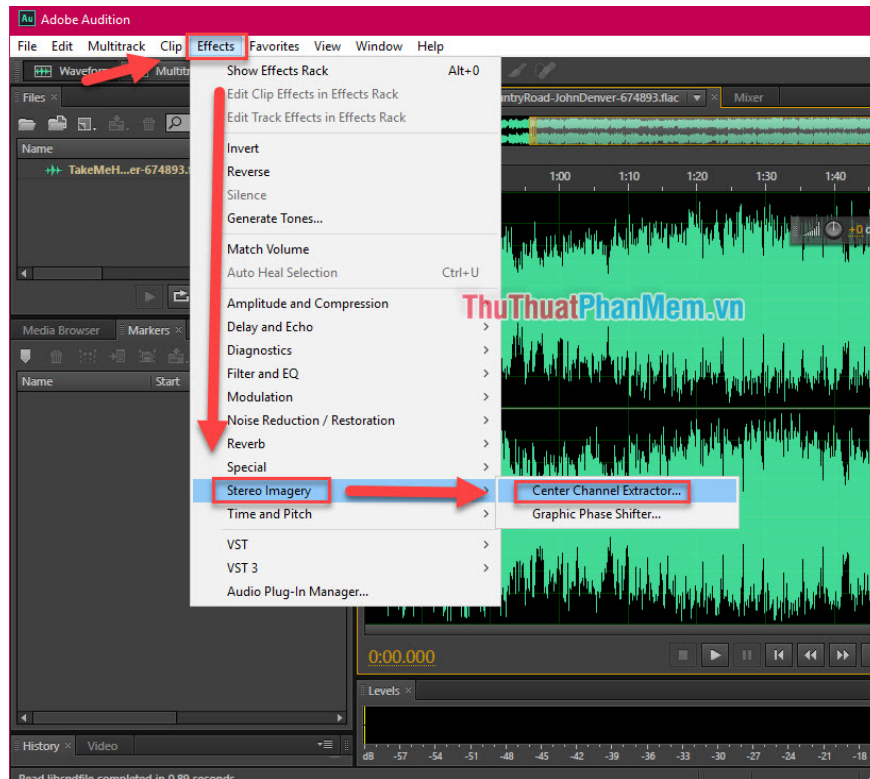 Au Adobe Audition
File Edit Multitrack Clip Effects Favorites View Window Help
Show Effects Rack Alt+0
Edit Clip Effects in Effects Rack
Edit Track Effects in Effects Rack
Invert
Reverse
Silence
Generate Tones...
Match Volume
Auto Heal Selection Ctrl+U
Amplitude and Compression
Delay and Echo
Diagnostics
Filter and EQ
Modulation
Noise Reduction / Restoration
Reverb
Special
Stereo Imagery
Time and Pitch
VST
VST 3
Audio Plug-In Manager...
Center Channel Extractor...
Graphic Phase Shifter...
Files
Name
TakeMeH...er-674893.
Media Browser Markers
Name Start
History Video
untryRoad-JohnDenver-674893.flac Mixer
1:00 1:10 1:20 1:30 1:40
+0 d
ThuThuatPhanMem.vn
0:00.000
Levels
dB -57 -54 -51 -48 -45 -42 -39 -36 -33 -30 -27 -24 -21 -18